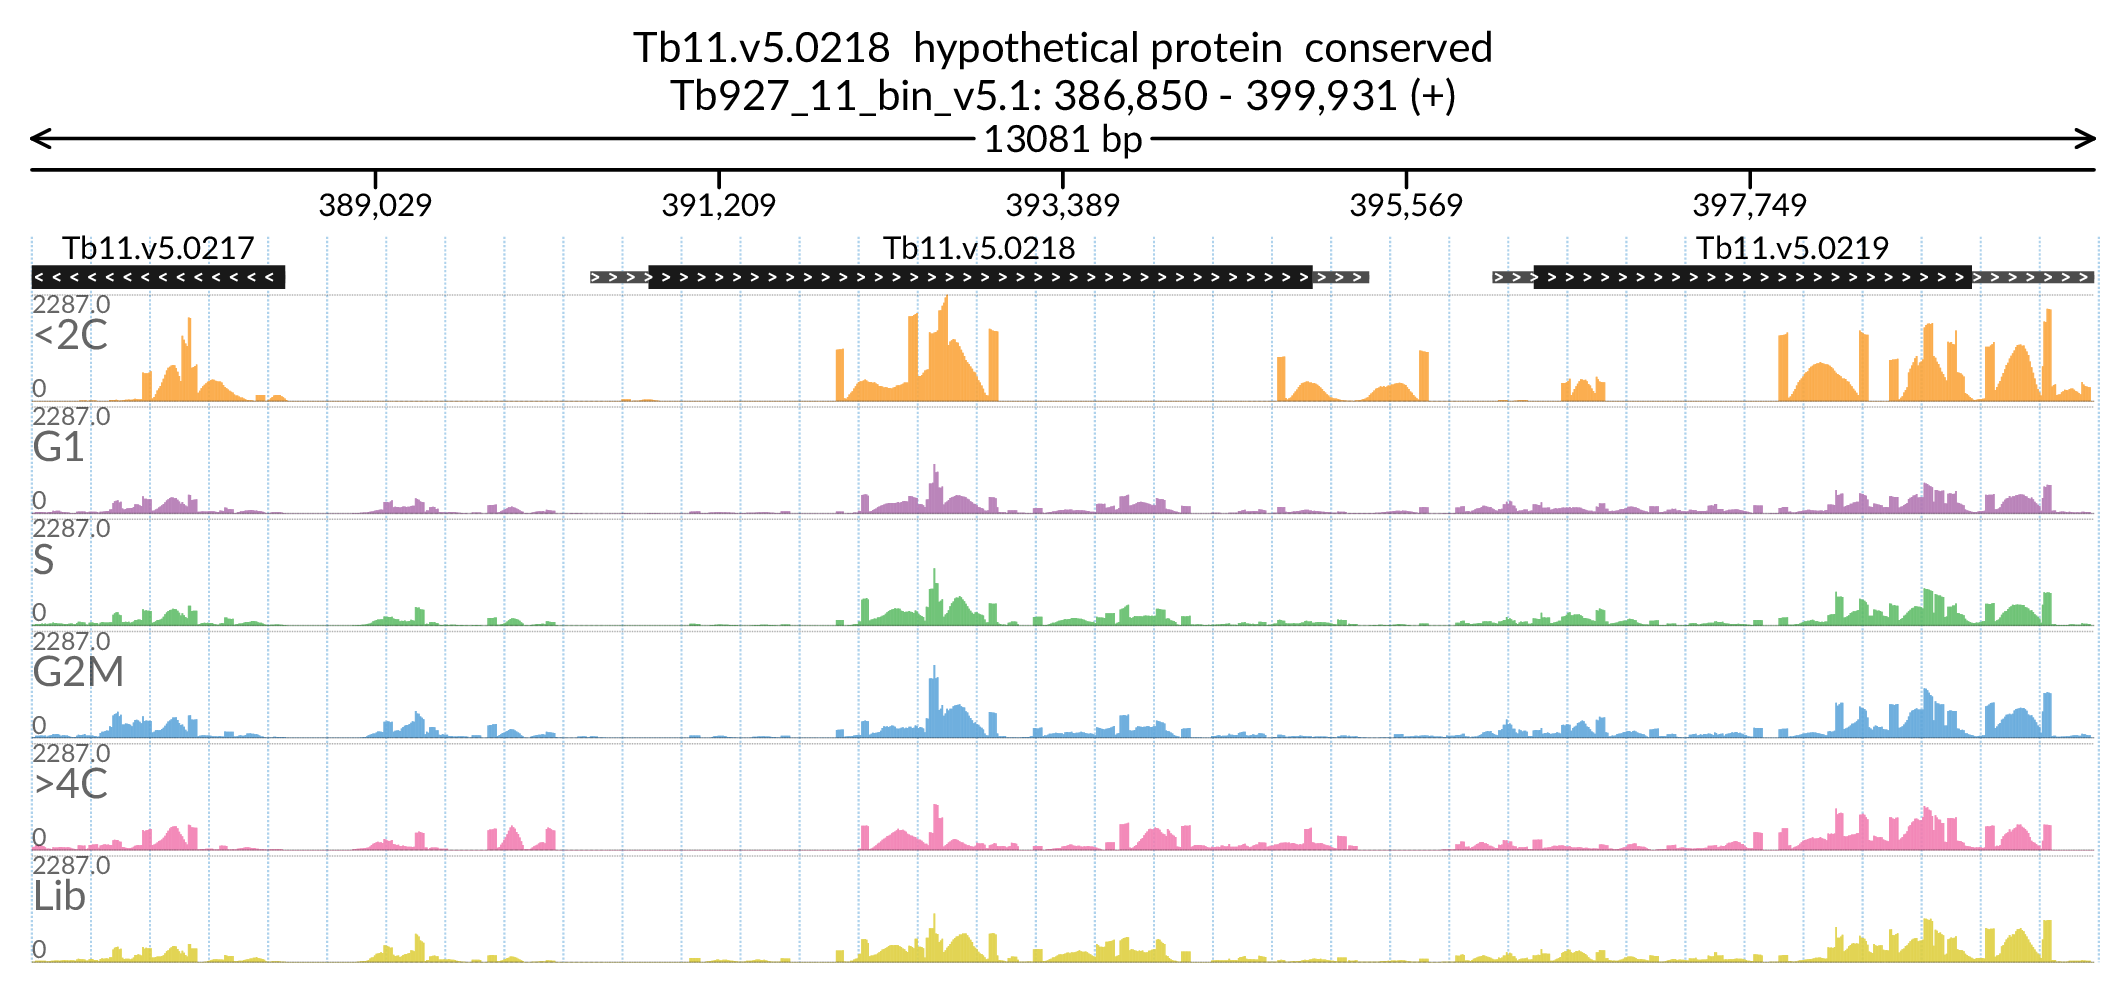 Tb11.v5.0218  hypothetical protein  conserved
Tb927_11_bin_v5.1: 386,850 - 399,931 (+)
13081 bp
389,029 391,209 393,389 395,569 397,749
Tb11.v5.0217 Tb11.v5.0218 Tb11.v5.0219
2287.0
<2C
0
2287.0
G1
0
2287.0
S
0
2287.0
G2M
0
2287.0
>4C
0
2287.0
Lib
0